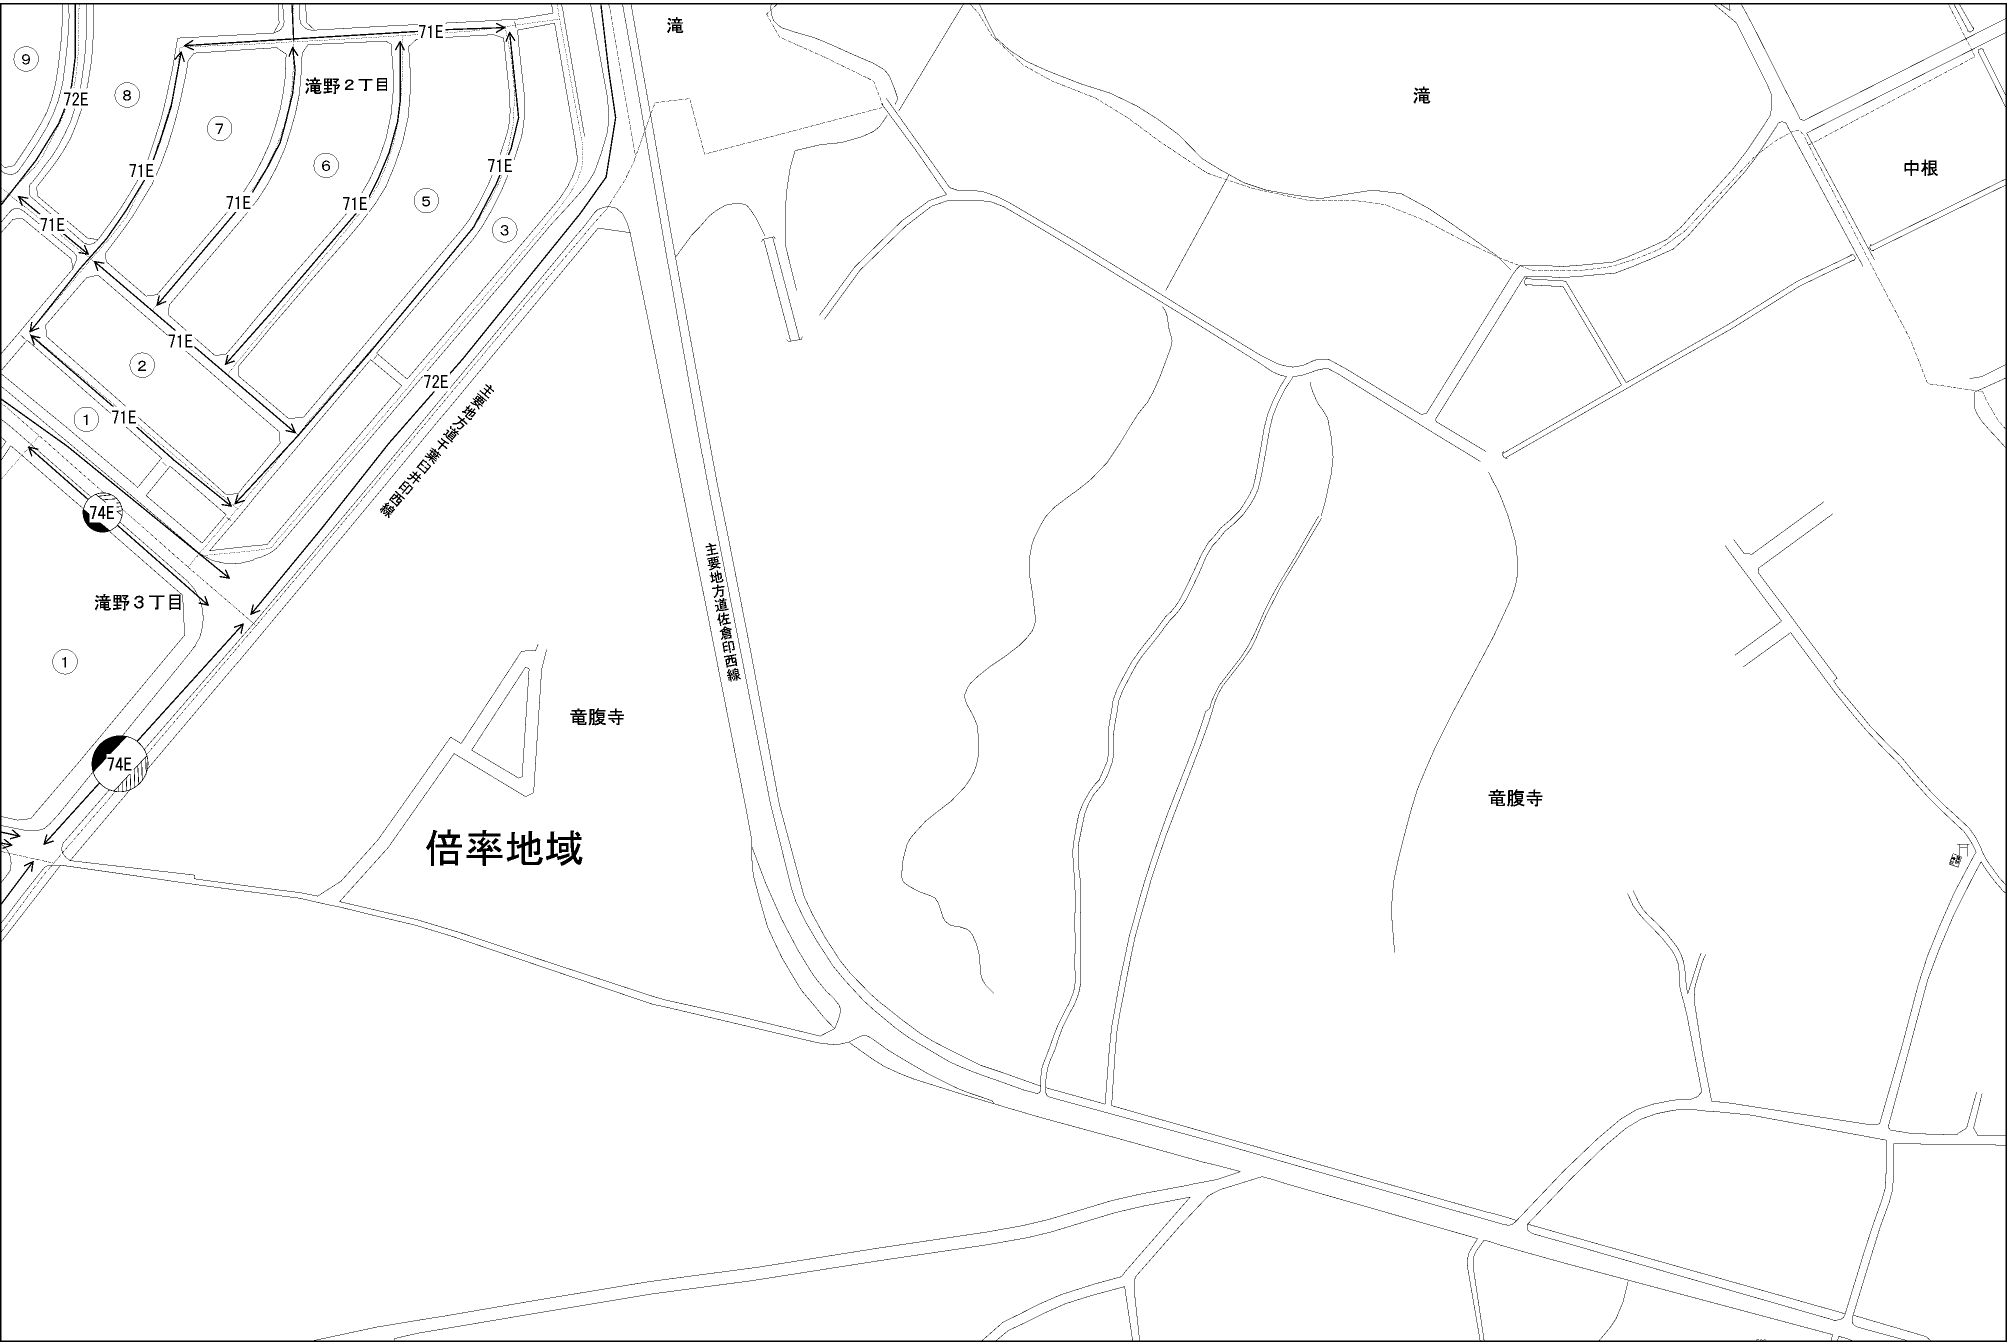 71E
滝
⑨
滝野２丁目
72E
⑧
滝
⑦
71E
⑥
71E
中根
71E
71E
⑤
71E
③
71E
②
72E
主要地方道千葉臼井印西線
71E
①
74E
主要地方道佐倉印西線
滝野３丁目
①
竜腹寺
74E
竜腹寺
倍率地域